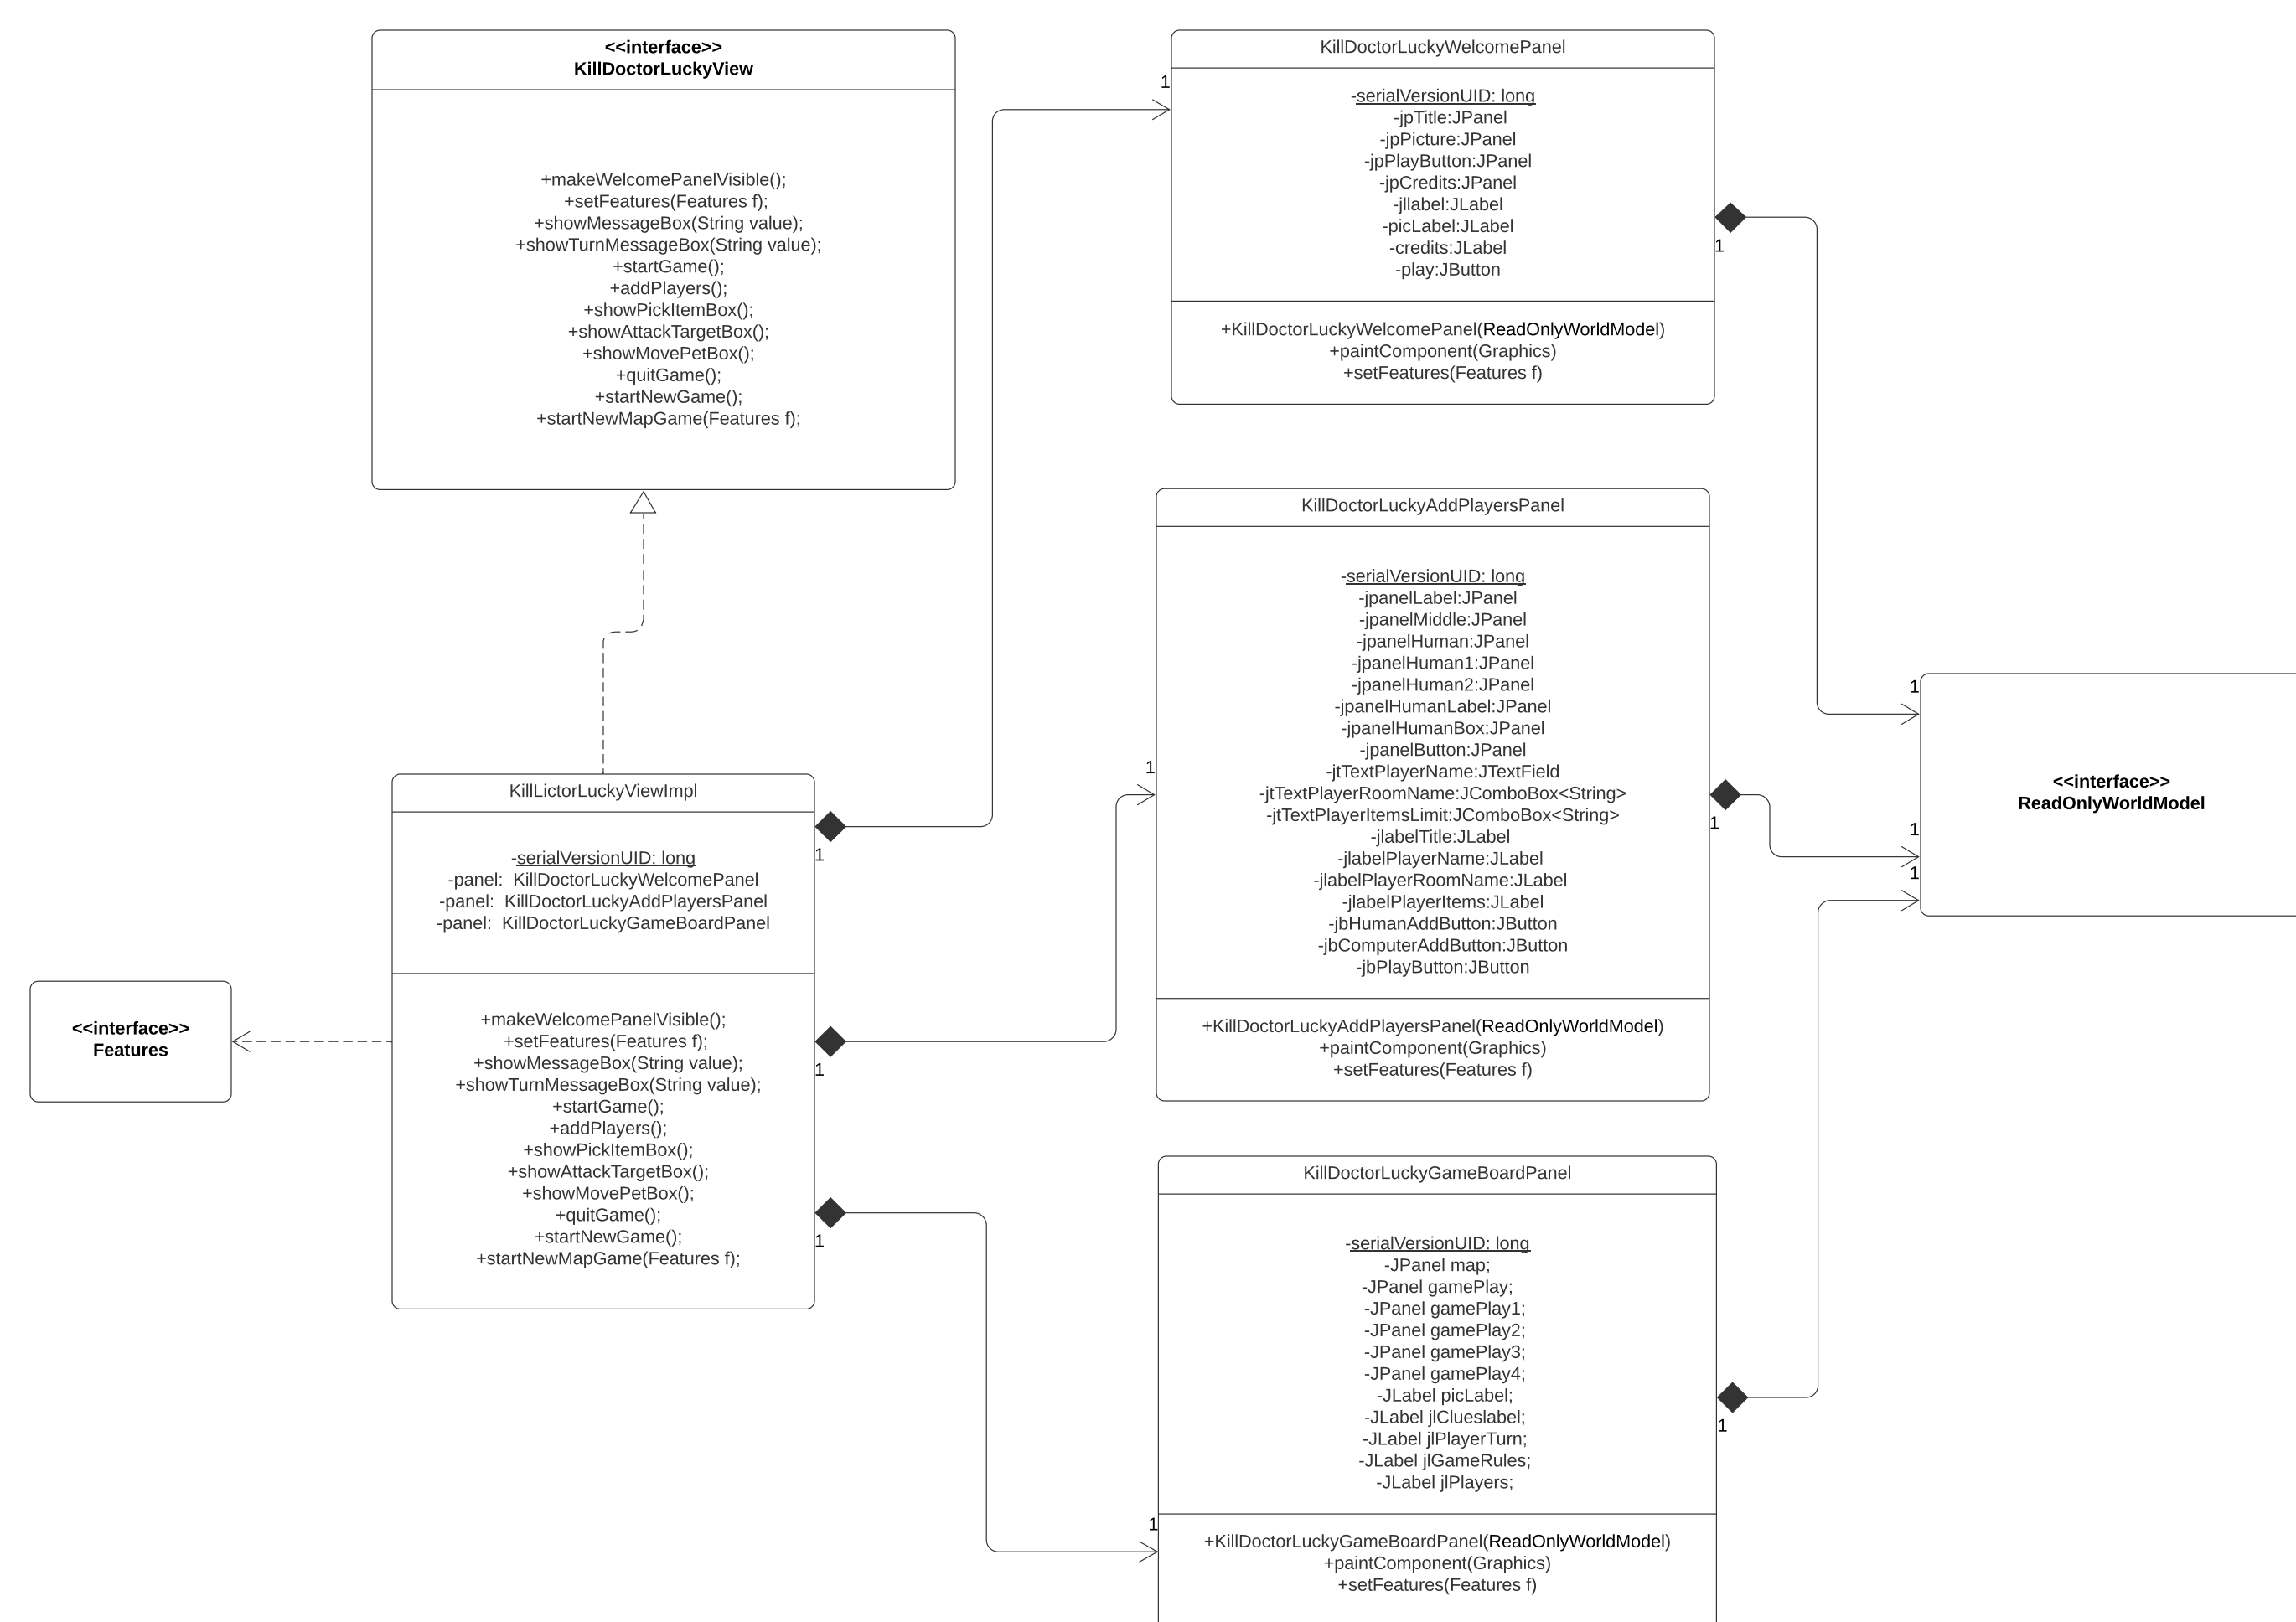 <<interface>>
KillDoctorLuckyView
+makeWelcomePanelVisible();
+setFeatures(Features f);
+showMessageBox(String value);
+showTurnMessageBox(String value);
+startGame();
+addPlayers();
+showPickItemBox();
+showAttackTargetBox();
+showMovePetBox();
+quitGame();
+startNewGame();
+startNewMapGame(Features f);
KillDoctorLuckyWelcomePanel
-serialVersionUID: long
-jpTitle:JPanel
-jpPicture:JPanel
-jpPlayButton:JPanel
-jpCredits:JPanel
-jllabel:JLabel
-picLabel:JLabel
-credits:JLabel
-play:JButton
+KillDoctorLuckyWelcomePanel(ReadOnlyWorldModel)
+paintComponent(Graphics)
+setFeatures(Features f)
1
1
KillDoctorLuckyAddPlayersPanel
-serialVersionUID: long
-jpanelLabel:JPanel
-jpanelMiddle:JPanel
-jpanelHuman:JPanel
-jpanelHuman1:JPanel
-jpanelHuman2:JPanel
-jpanelHumanLabel:JPanel
-jpanelHumanBox:JPanel
-jpanelButton:JPanel
-jtTextPlayerName:JTextField
-jtTextPlayerRoomName:JComboBox<String>
-jtTextPlayerItemsLimit:JComboBox<String>
-jlabelTitle:JLabel
-jlabelPlayerName:JLabel
-jlabelPlayerRoomName:JLabel
-jlabelPlayerItems:JLabel
-jbHumanAddButton:JButton
-jbComputerAddButton:JButton
-jbPlayButton:JButton
+KillDoctorLuckyAddPlayersPanel(ReadOnlyWorldModel)
+paintComponent(Graphics)
+setFeatures(Features f)
1
1
<<interface>>
ReadOnlyWorldModel
1
1
1
KillLictorLuckyViewImpl
-serialVersionUID: long
-panel:  KillDoctorLuckyWelcomePanel
-panel:  KillDoctorLuckyAddPlayersPanel
-panel:  KillDoctorLuckyGameBoardPanel
+makeWelcomePanelVisible();
+setFeatures(Features f);
+showMessageBox(String value);
+showTurnMessageBox(String value);
+startGame();
+addPlayers();
+showPickItemBox();
+showAttackTargetBox();
+showMovePetBox();
+quitGame();
+startNewGame();
+startNewMapGame(Features f);
1
1
1
<<interface>>
Features
KillDoctorLuckyGameBoardPanel
-serialVersionUID: long
-JPanel map;
-JPanel gamePlay;
-JPanel gamePlay1;
-JPanel gamePlay2;
-JPanel gamePlay3;
-JPanel gamePlay4;
-JLabel picLabel;
-JLabel jlClueslabel;
-JLabel jlPlayerTurn;
-JLabel jlGameRules;
-JLabel jlPlayers;
+KillDoctorLuckyGameBoardPanel(ReadOnlyWorldModel)
+paintComponent(Graphics)
+setFeatures(Features f)
1
1